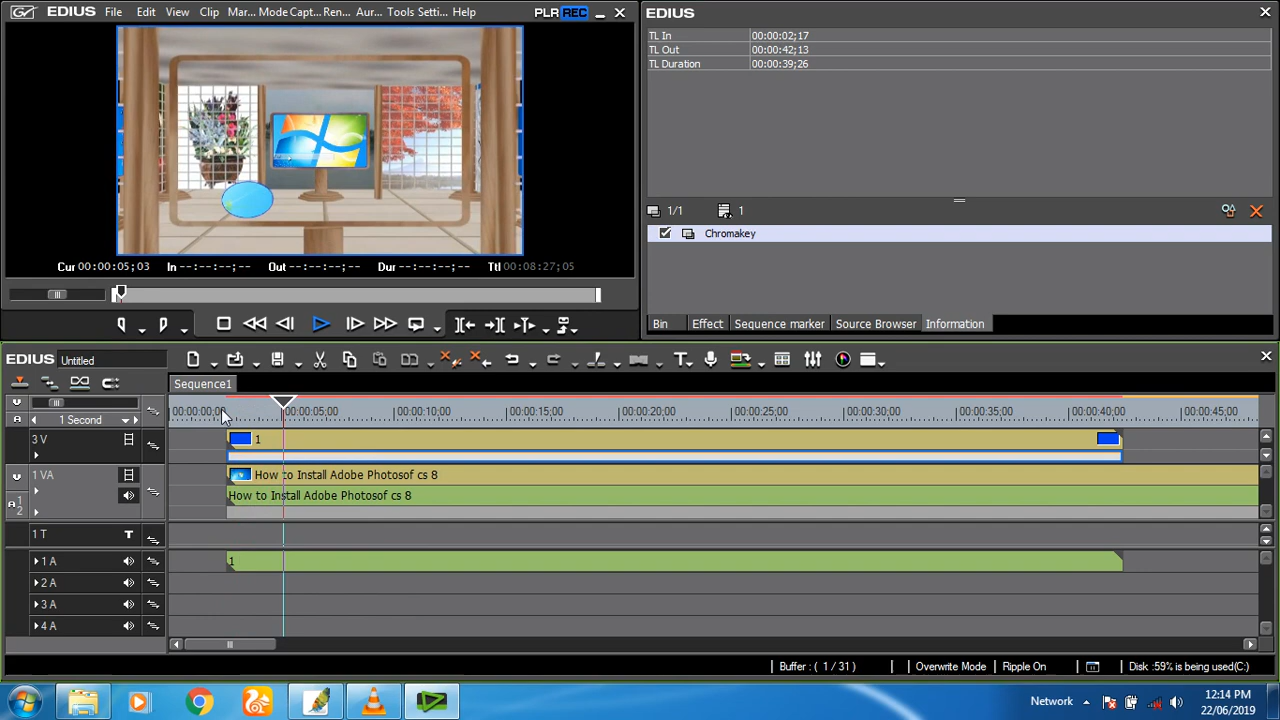 EDIUS File Edit View Clip Mar... Mode Capt... Ren... Aur... Tools Setti... Help PLR REC
Cur 00:00:05;03 In --:--:--;-- Out --:--:--;-- Dur --:--:--;-- Ttl 00:08:27;05
EDIUS
TL In 00:00:02;17
TL Out 00:00:42;13
TL Duration 00:00:39;26
1/1 1
Chromakey
Bin Effect Sequence marker Source Browser Information
EDIUS Untitled
Sequence1
1 Second 00:00:00;00 00:00:05;00 00:00:10;00 00:00:15;00 00:00:20;00 00:00:25;00 00:00:30;00 00:00:35;00 00:00:40;00 00:00:45;00
3 V 1
1 VA How to Install Adobe Photosof cs 8
A 1 2 How to Install Adobe Photosof cs 8
1 T T
1 A 1
2 A
3 A
4 A
Buffer : ( 1 / 31 ) Overwrite Mode Ripple On Disk :59% is being used(C:)
Network 12:14 PM
22/06/2019